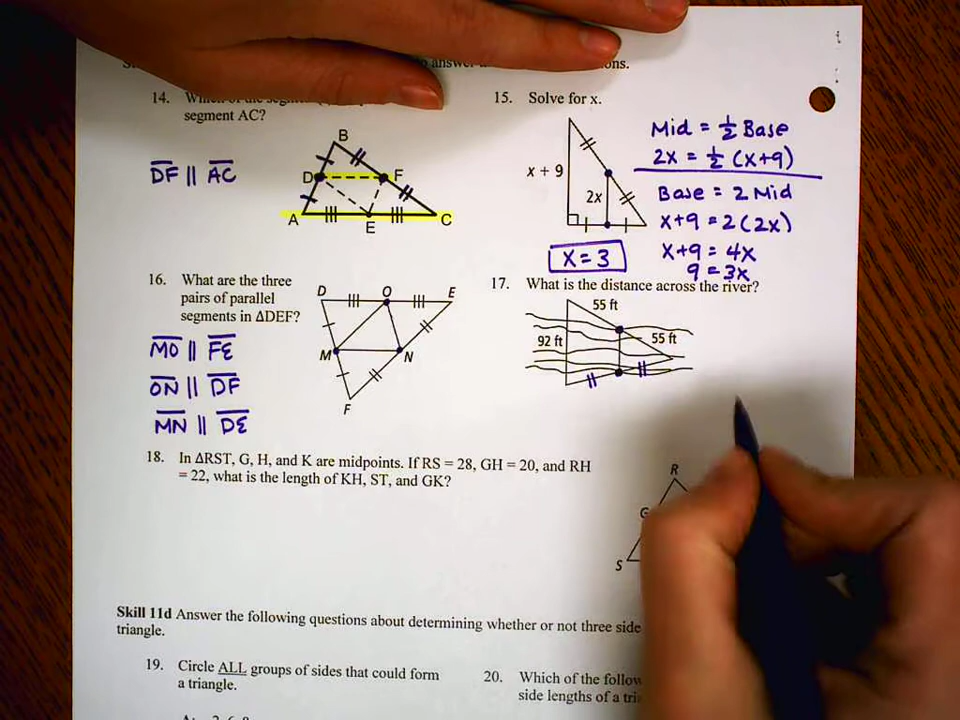 answer
ons.
14.
segment AC?
DF || AC
B
D
F
A
E
C
15. Solve for x.
x + 9
2x
Mid = ½ Base
2x = ½ (x+9)
Base = 2 Mid
x+9 = 2(2x)
x+9 = 4x
9 = 3x
x = 3
16. What are the three
pairs of parallel
segments in ΔDEF?
MO || FE
ON || DF
MN || DE
D
O
E
M
N
F
17. What is the distance across the river?
55 ft
92 ft
55 ft
18. In ΔRST, G, H, and K are midpoints. If RS = 28, GH = 20, and RH
= 22, what is the length of KH, ST, and GK?
R
G
S
Skill 11d Answer the following questions about determining whether or not three side
triangle.
19. Circle ALL groups of sides that could form
a triangle.
20. Which of the follow
side lengths of a